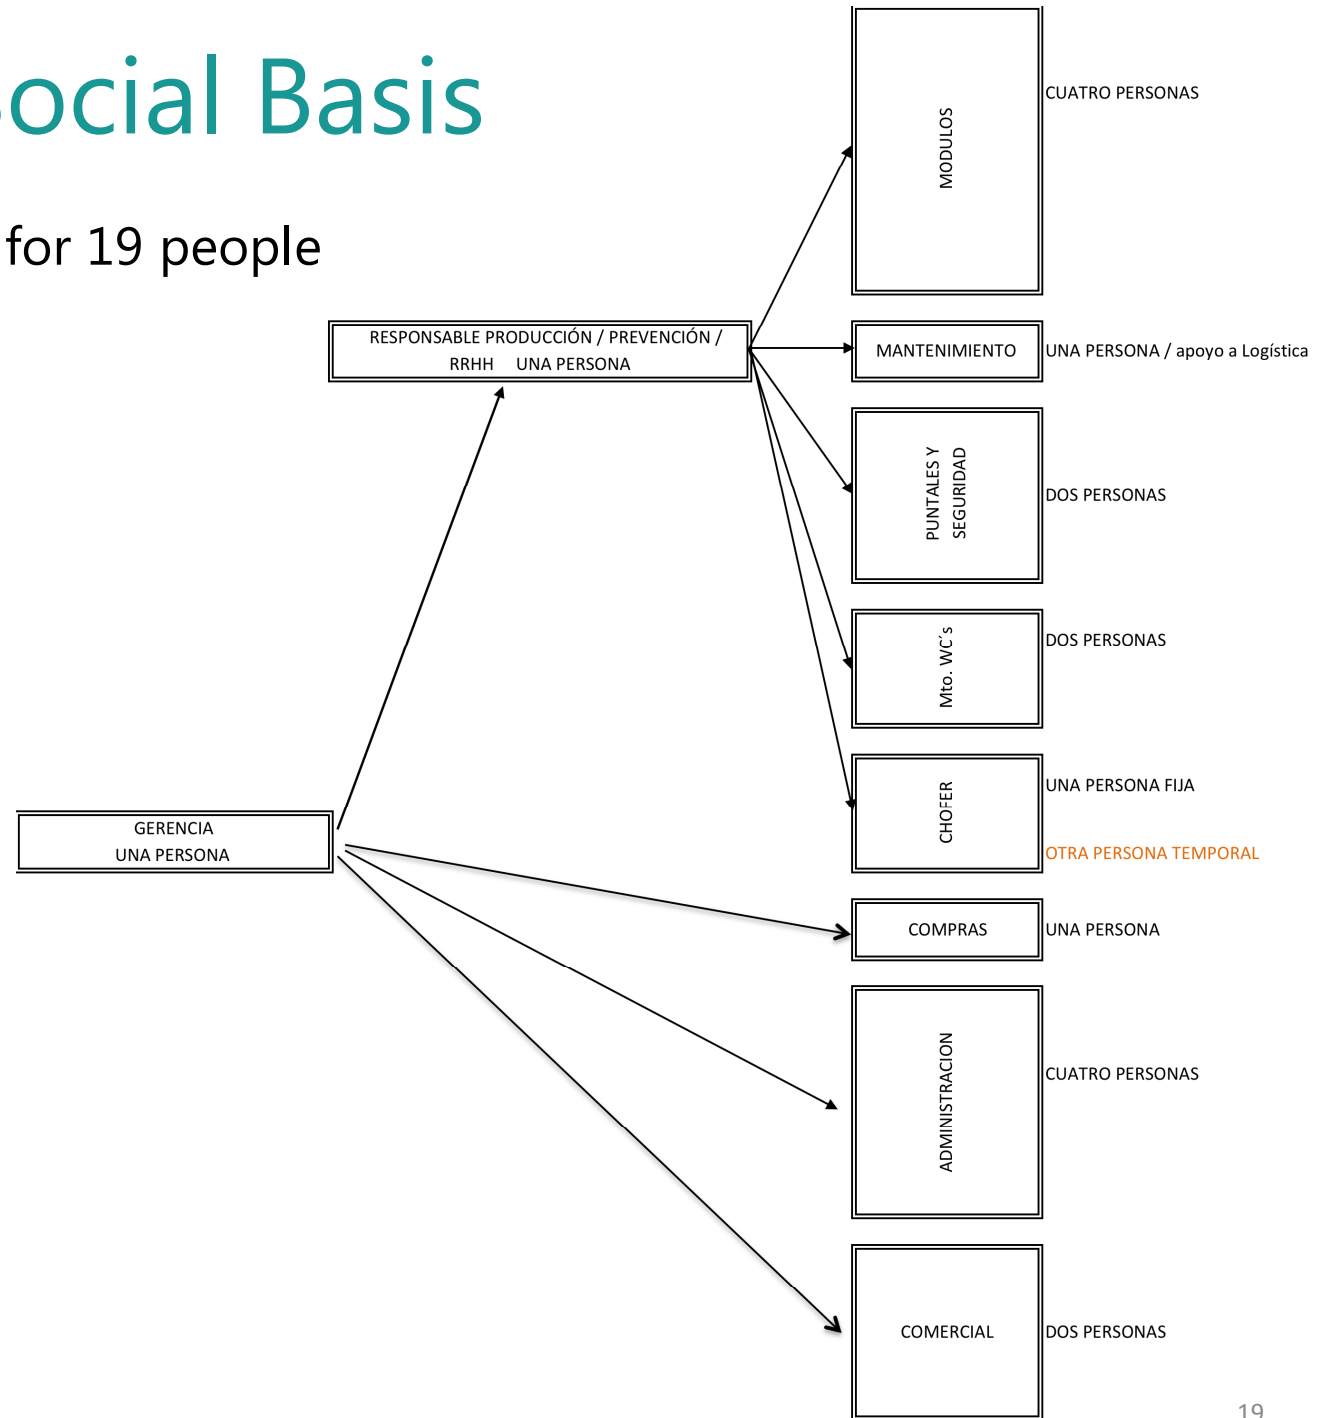 ocial Basis
for 19 people
MODULOS
CUATRO PERSONAS
RESPONSABLE PRODUCCIÓN / PREVENCIÓN /
RRHH UNA PERSONA
MANTENIMIENTO
UNA PERSONA / apoyo a Logística
PUNTALES Y
SEGURIDAD
DOS PERSONAS
Mto. WC´s
DOS PERSONAS
CHOFER
UNA PERSONA FIJA
OTRA PERSONA TEMPORAL
GERENCIA
UNA PERSONA
COMPRAS
UNA PERSONA
ADMINISTRACION
CUATRO PERSONAS
COMERCIAL
DOS PERSONAS
19